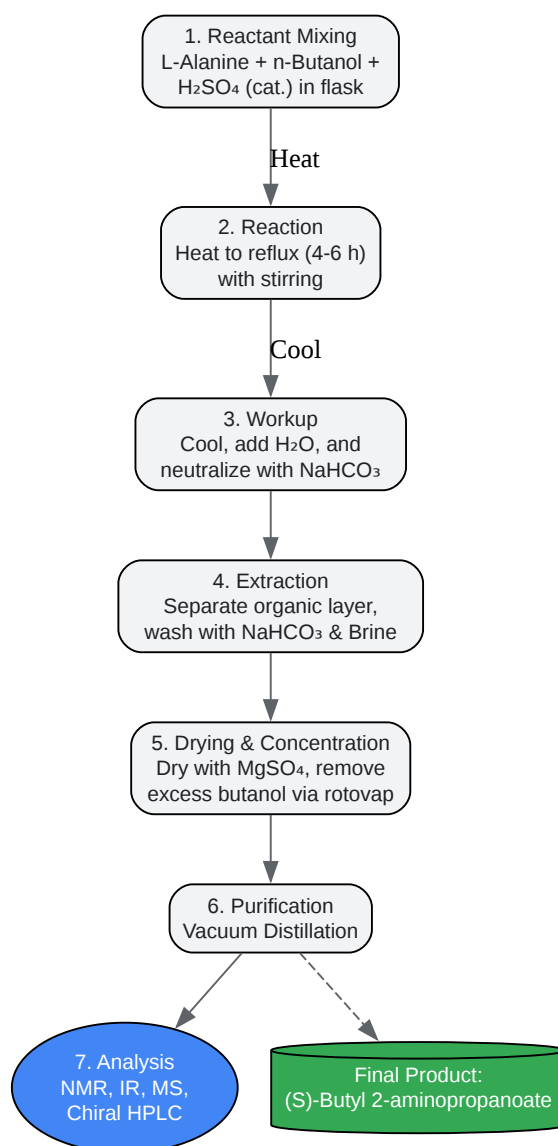 1. Reactant Mixing
L-Alanine + n-Butanol +
H₂SO₄ (cat.) in flask
Heat
2. Reaction
Heat to reflux (4-6 h)
with stirring
Cool
3. Workup
Cool, add H₂O, and
neutralize with NaHCO₃
4. Extraction
Separate organic layer,
wash with NaHCO₃ & Brine
5. Drying & Concentration
Dry with MgSO₄, remove
excess butanol via rotovap
6. Purification
Vacuum Distillation
7. Analysis
NMR, IR, MS,
Chiral HPLC
Final Product:
(S)-Butyl 2-aminopropanoate